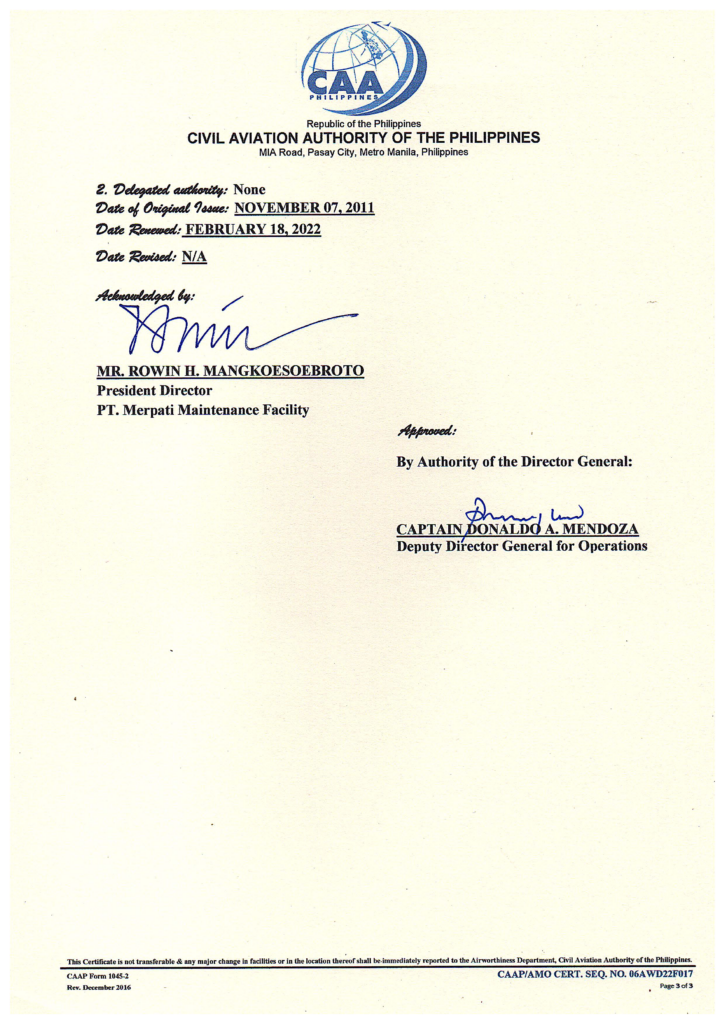 CAA
PHILIPPINES
Republic of the Philippines
CIVIL AVIATION AUTHORITY OF THE PHILIPPINES
MIA Road, Pasay City, Metro Manila, Philippines
2. Delegated authority: None
Date of Original Issue: NOVEMBER 07, 2011
Date Renewed: FEBRUARY 18, 2022
Date Revised: N/A
Acknowledged by:
MR. ROWIN H. MANGKOESOEBROTO
President Director
PT. Merpati Maintenance Facility
Approved:
By Authority of the Director General:
CAPTAIN DONALDO A. MENDOZA
Deputy Director General for Operations
This Certificate is not transferable & any major change in facilities or in the location thereof shall be immediately reported to the Airworthiness Department, Civil Aviation Authority of the Philippines.
CAAP Form 1045-2 CAAP/AMO CERT. SEQ. NO. 06AWD22F017
Rev. December 2016 Page 3 of 3